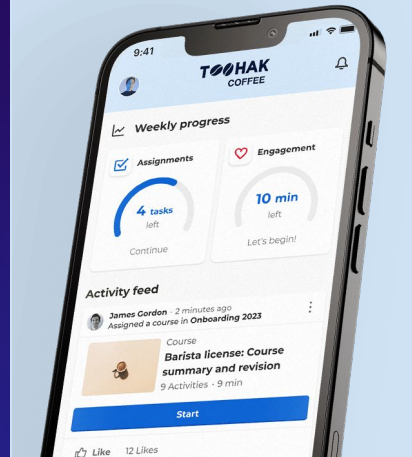 9:41
TOOHAK
COFFEE
Weekly progress
Assignments
4 tasks
left
Continue
Engagement
10 min
left
Let's begin!
Activity feed
James Gordon · 2 minutes ago
Assigned a course in Onboarding 2023
Course
Barista license: Course
summary and revision
9 Activities · 9 min
Start
Like 12 Likes